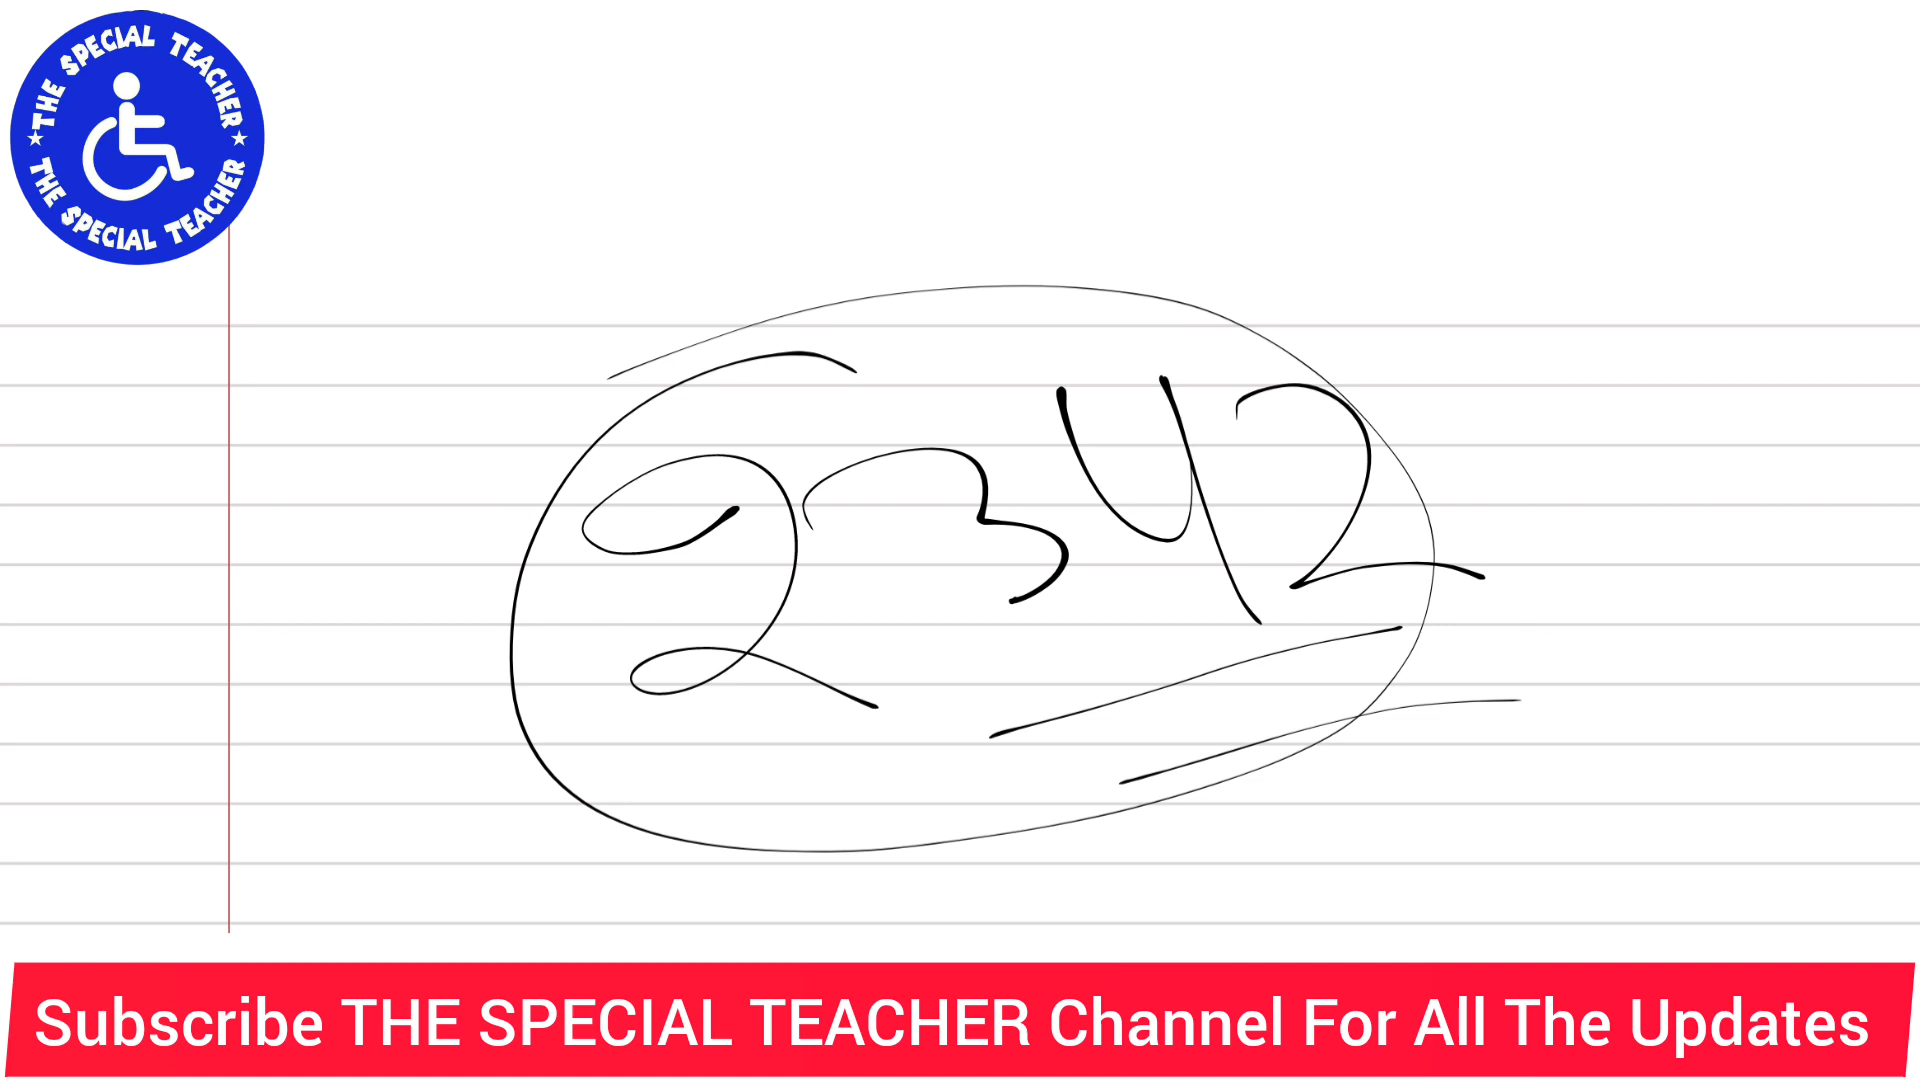 THE SPECIAL TEACHER
THE SPECIAL TEACHER
2342
Subscribe THE SPECIAL TEACHER Channel For All The Updates